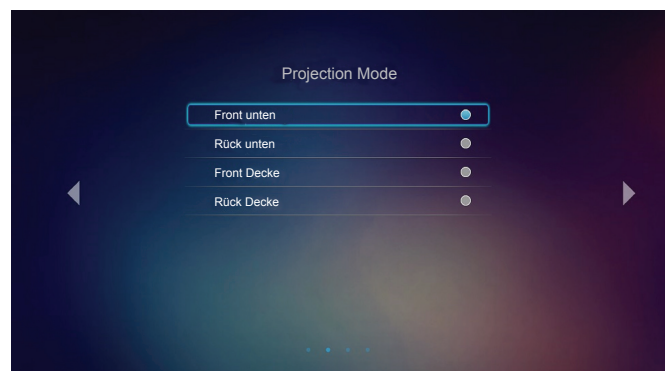 Projection Mode
Front unten
Rück unten
Front Decke
Rück Decke